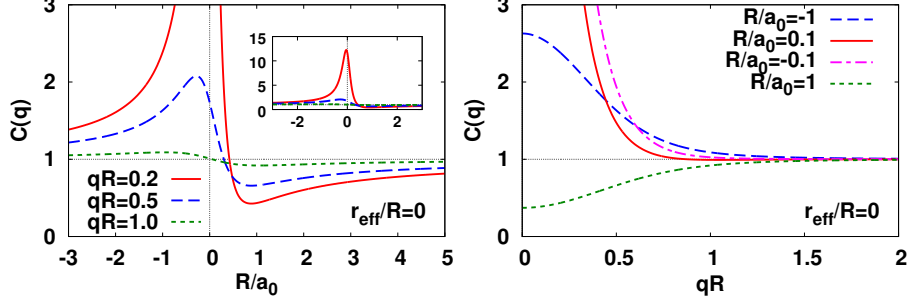 C(q)
3
2
1
0
-3 -2 -1 0 1 2 3 4 5
R/a0
qR=0.2
qR=0.5
qR=1.0
reff/R=0
15
10
5
0
-2 0 2
C(q)
3
2
1
0
0 0.5 1 1.5 2
qR
R/a0=-1
R/a0=0.1
R/a0=-0.1
R/a0=1
reff/R=0